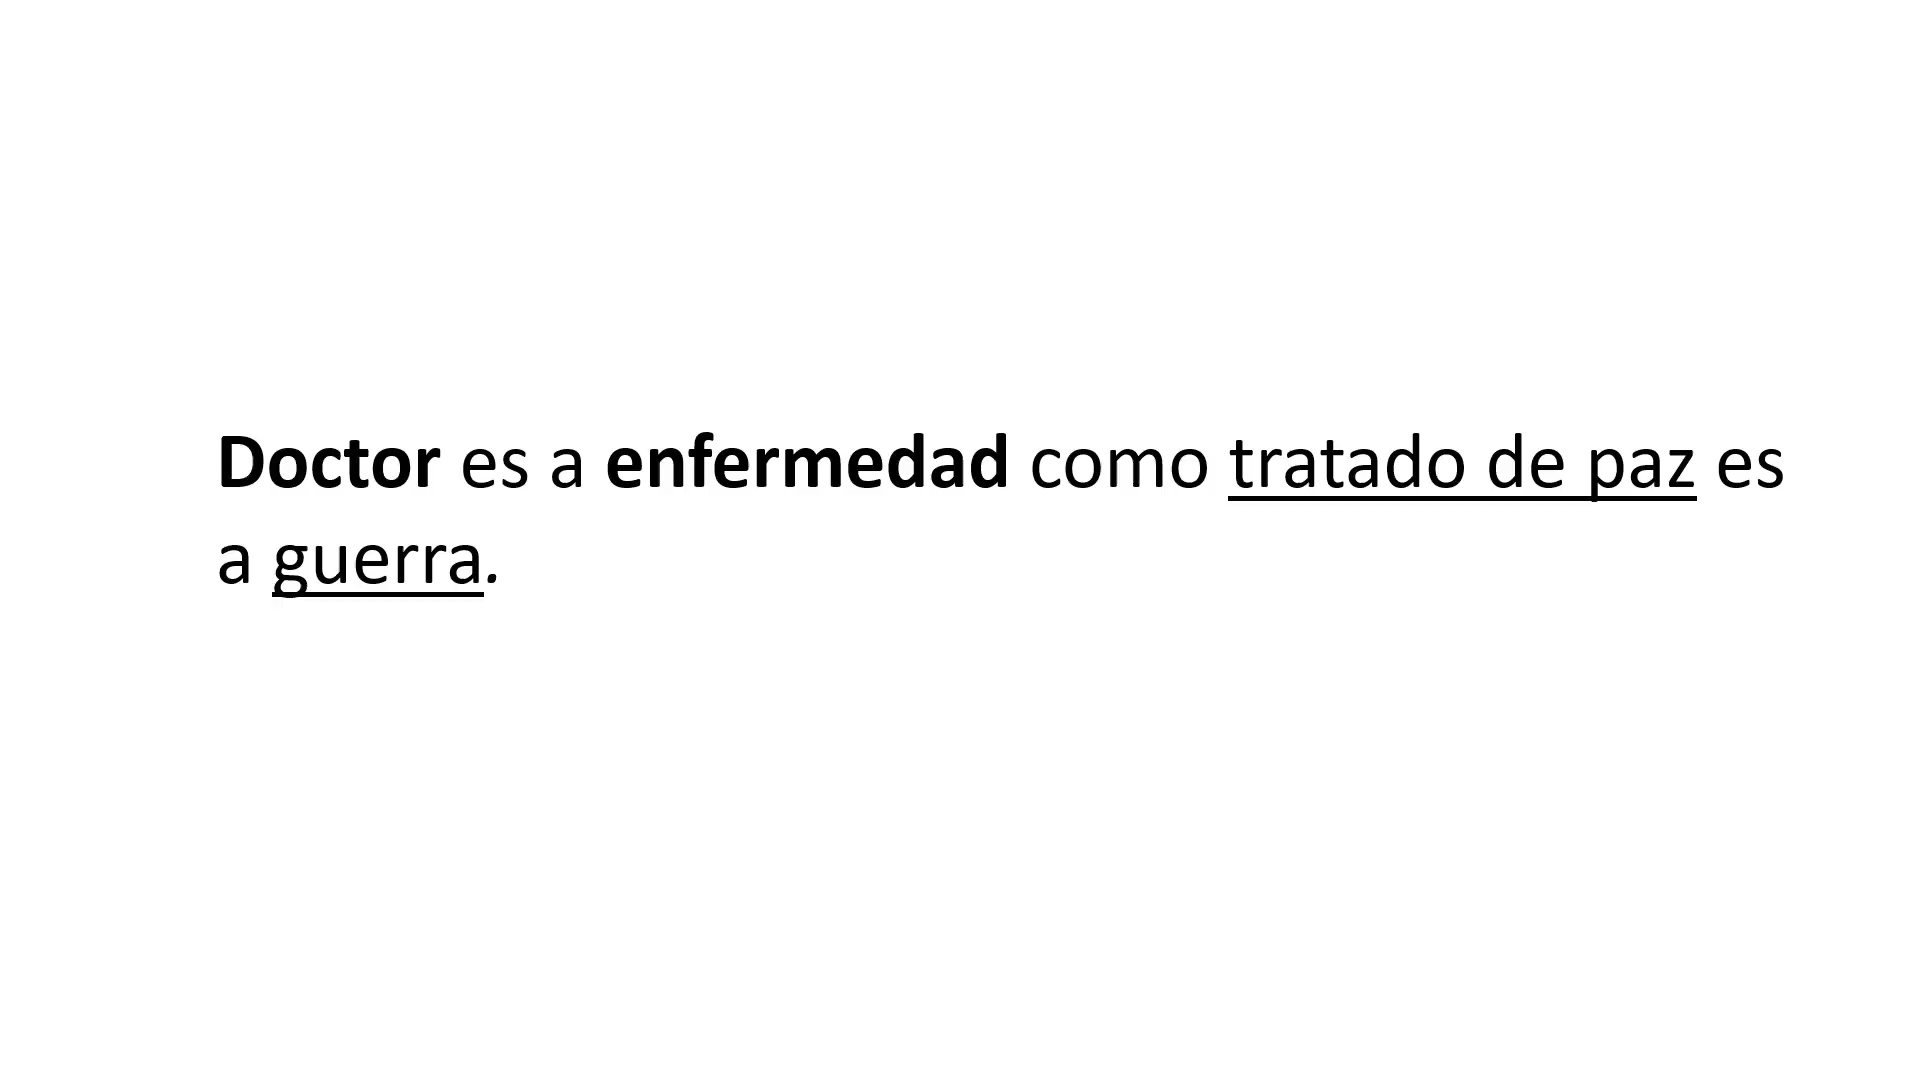 Doctor es a enfermedad como tratado de paz es
a guerra.